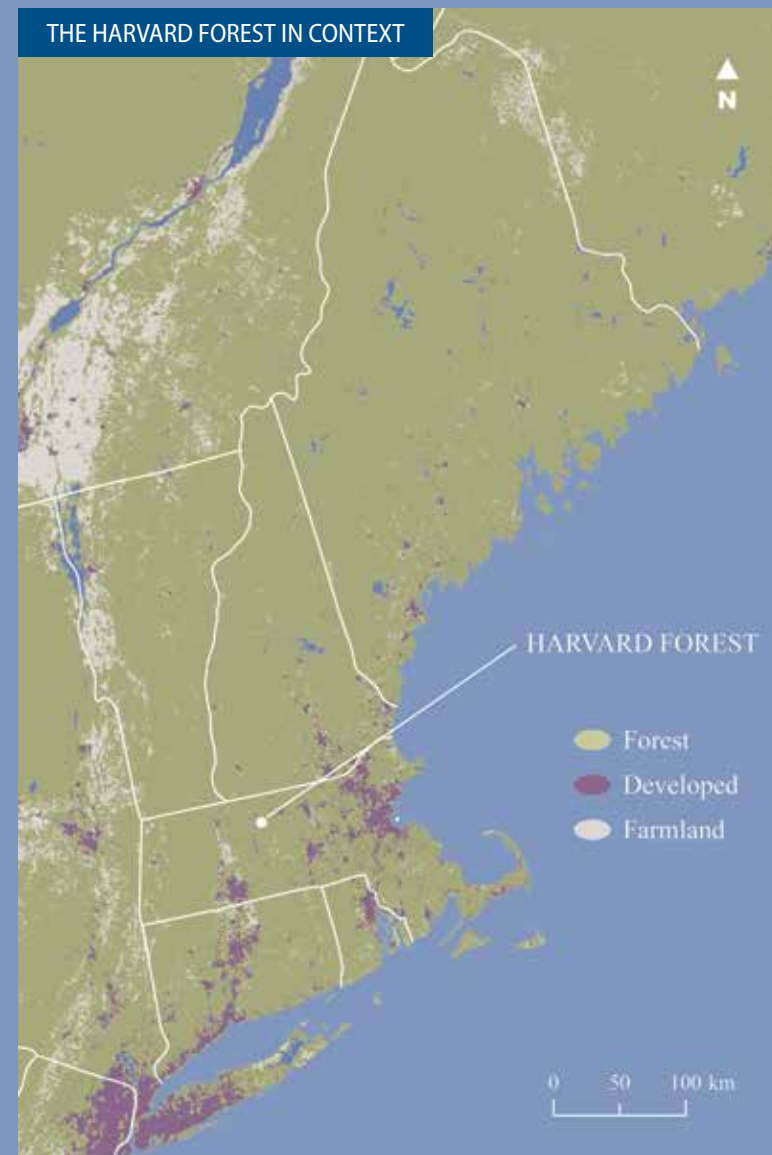 THE HARVARD FOREST IN CONTEXT
N
HARVARD FOREST
Forest
Developed
Farmland
0 50 100 km